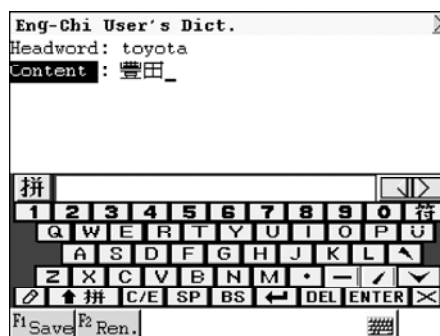 Eng-Chi User's Dict.
Headword: toyota
Content : 豐田_
拼
1 2 3 4 5 6 7 8 9 0 符
Q W E R T Y U I O P Ü
A S D F G H J K L
Z X C V B N M • —
拼 C/E SP BS DEL ENTER
F1 Save F2 Ren.